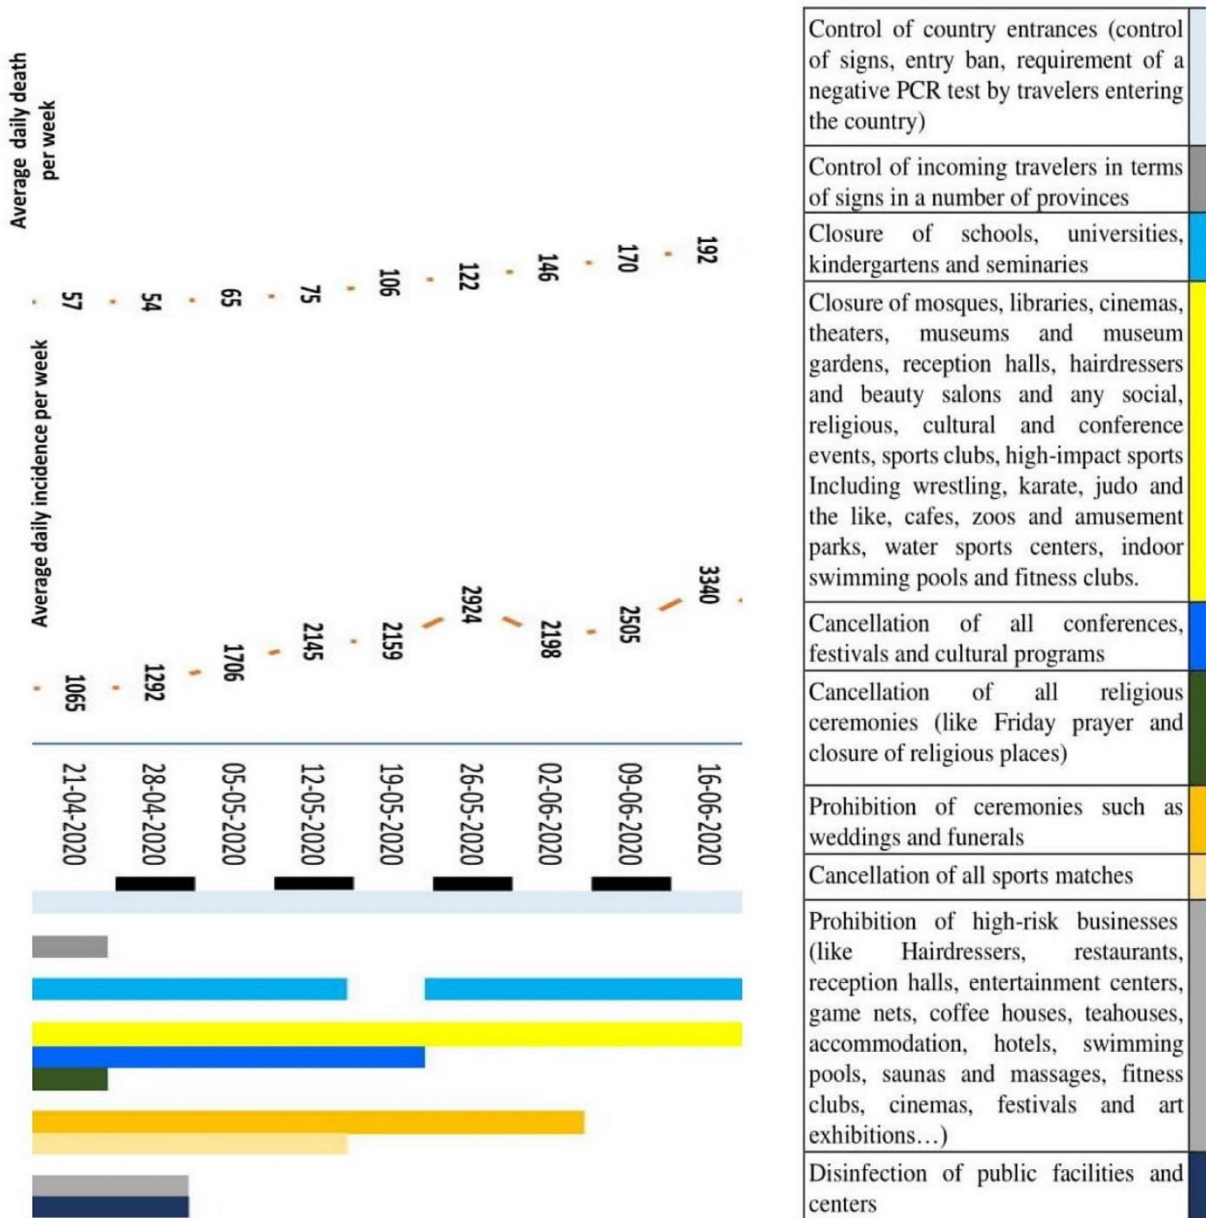 Average daily death
per week
57
54
65
75
106
122
146
170
192
Average daily incidence per week
1065
1292
1706
2145
2159
2924
2198
2505
3340
21-04-2020
28-04-2020
05-05-2020
12-05-2020
19-05-2020
26-05-2020
02-06-2020
09-06-2020
16-06-2020
Control of country entrances (control
of signs, entry ban, requirement of a
negative PCR test by travelers entering
the country)
Control of incoming travelers in terms
of signs in a number of provinces
Closure of schools, universities,
kindergartens and seminaries
Closure of mosques, libraries, cinemas,
theaters, museums and museum
gardens, reception halls, hairdressers
and beauty salons and any social,
religious, cultural and conference
events, sports clubs, high-impact sports
Including wrestling, karate, judo and
the like, cafes, zoos and amusement
parks, water sports centers, indoor
swimming pools and fitness clubs.
Cancellation of all conferences,
festivals and cultural programs
Cancellation of all religious
ceremonies (like Friday prayer and
closure of religious places)
Prohibition of ceremonies such as
weddings and funerals
Cancellation of all sports matches
Prohibition of high-risk businesses
(like Hairdressers, restaurants,
reception halls, entertainment centers,
game nets, coffee houses, teahouses,
accommodation, hotels, swimming
pools, saunas and massages, fitness
clubs, cinemas, festivals and art
exhibitions…)
Disinfection of public facilities and
centers